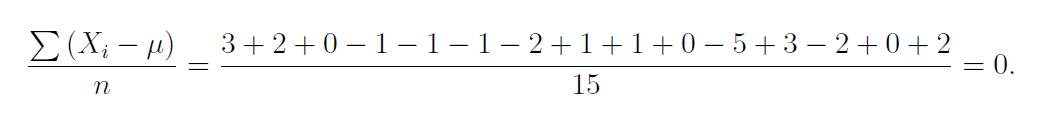 ∑(Xᵢ − μ)/n = (3 + 2 + 0 − 1 − 1 − 1 − 2 + 1 + 1 + 0 − 5 + 3 − 2 + 0 + 2)/15 = 0.